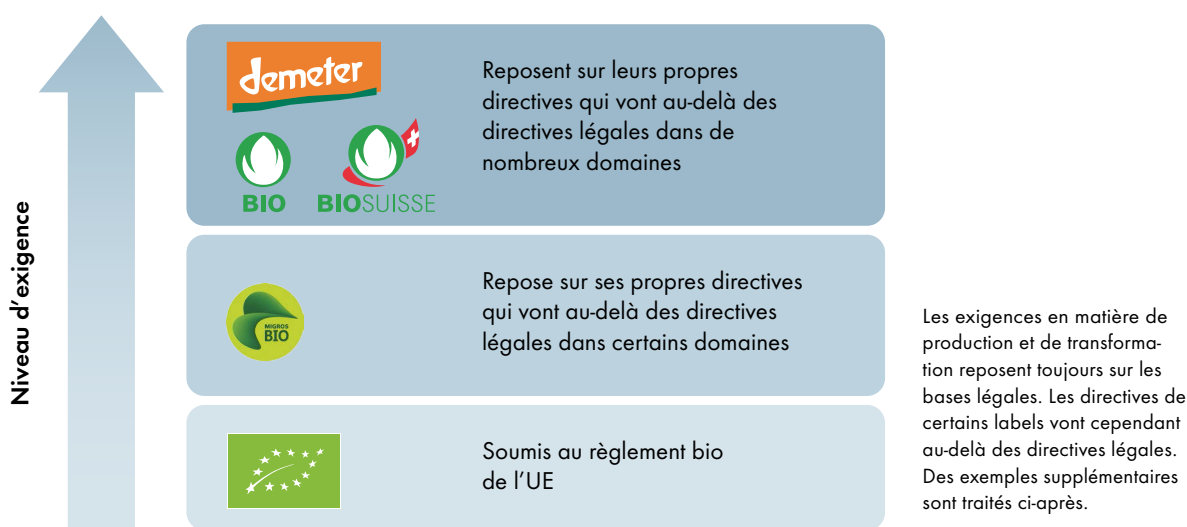 Niveau d'exigence
demeter
BIO
BIOSUISSE
Reposent sur leurs propres
directives qui vont au-delà des
directives légales dans de
nombreux domaines
MIGROS
BIO
Repose sur ses propres directives
qui vont au-delà des directives
légales dans certains domaines
Soumis au règlement bio
de l'UE
Les exigences en matière de
production et de transforma-
tion reposent toujours sur les
bases légales. Les directives de
certains labels vont cependant
au-delà des directives légales.
Des exemples supplémentaires
sont traités ci-après.